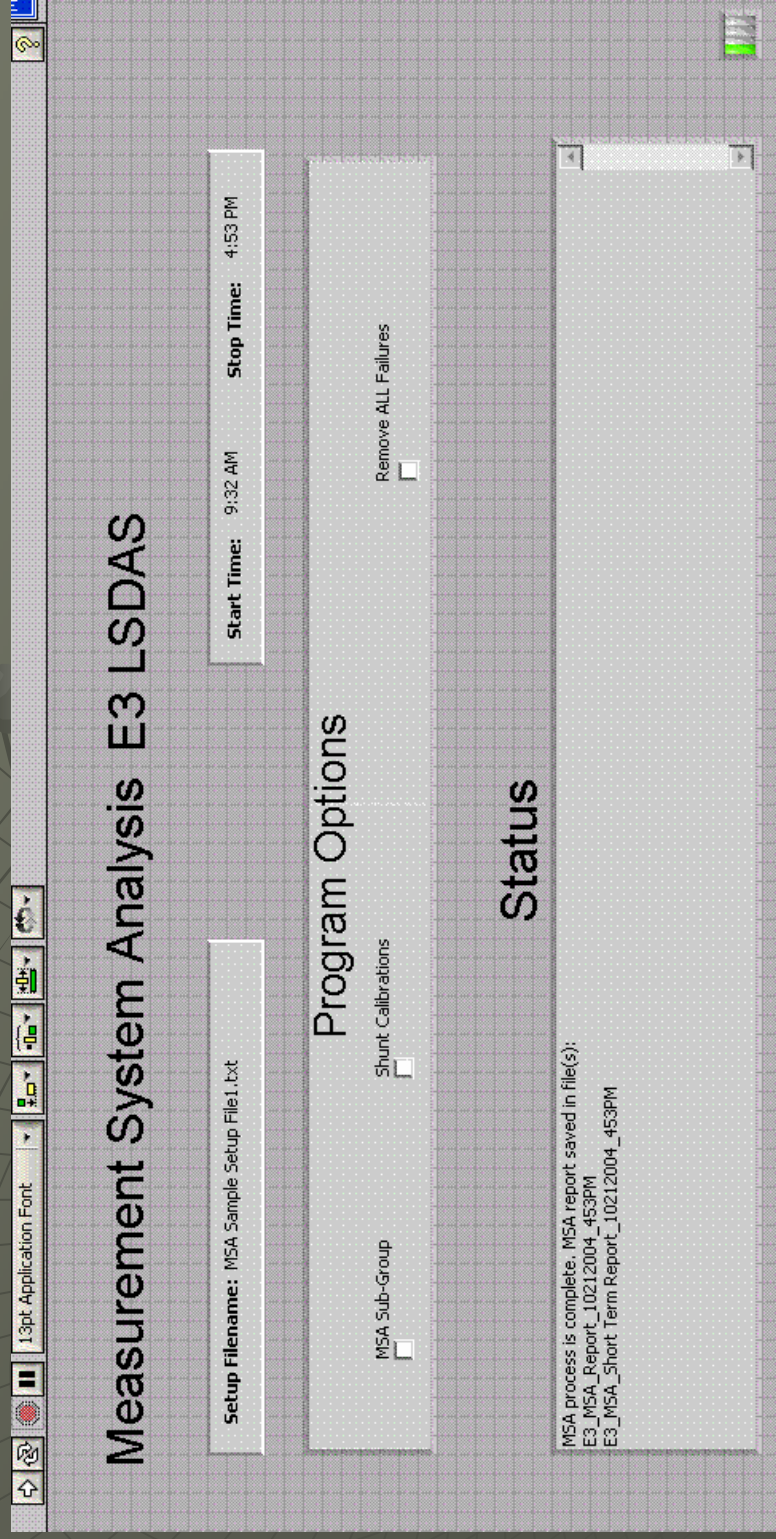 13pt Application Font
?
Measurement System Analysis E3 LSDAS
Setup Filename: MSA Sample Setup File1.txt
Start Time: 9:32 AM Stop Time: 4:53 PM
Program Options
MSA Sub-Group Shunt Calibrations Remove ALL Failures
Status
MSA process is complete. MSA report saved in file(s):
E3_MSA_Report_10212004_453PM
E3_MSA_Short Term Report_10212004_453PM